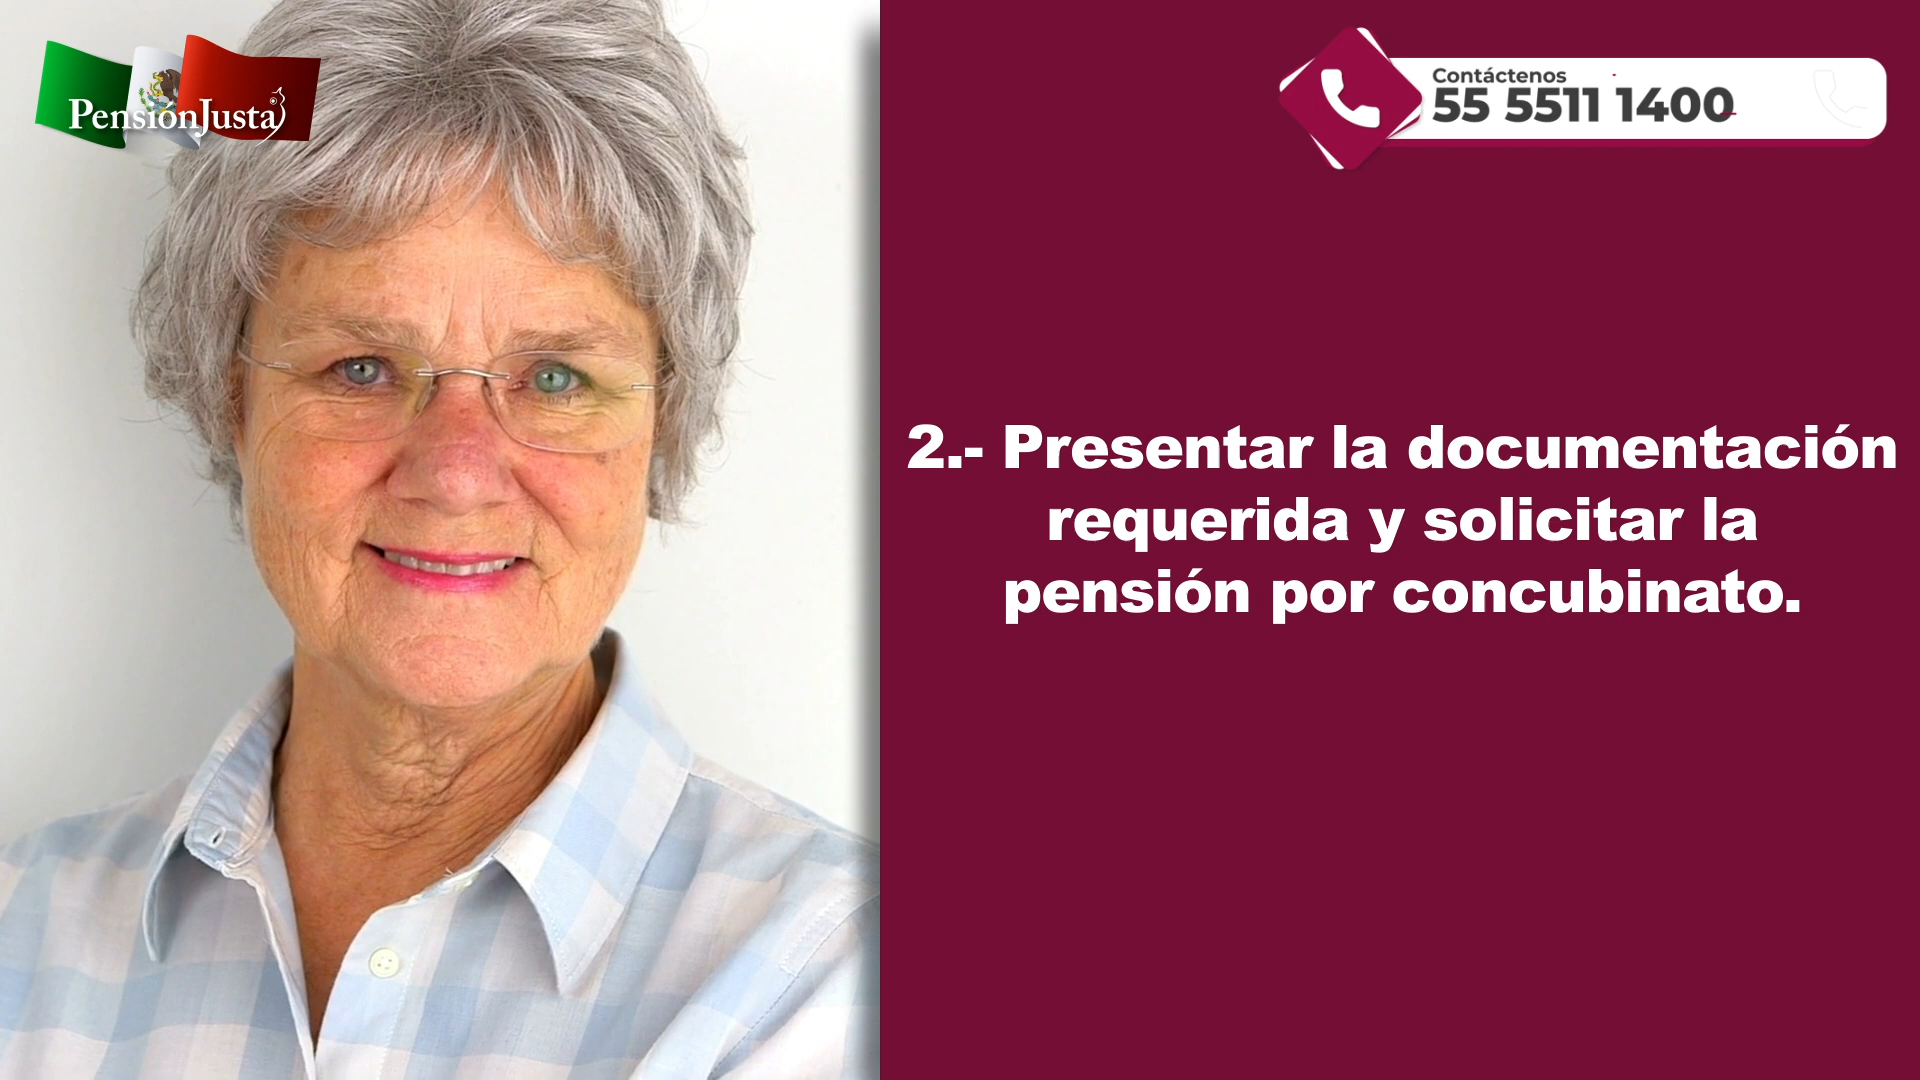 PensiónJusta
Contáctenos
55 5511 1400
2.- Presentar la documentación
requerida y solicitar la
pensión por concubinato.